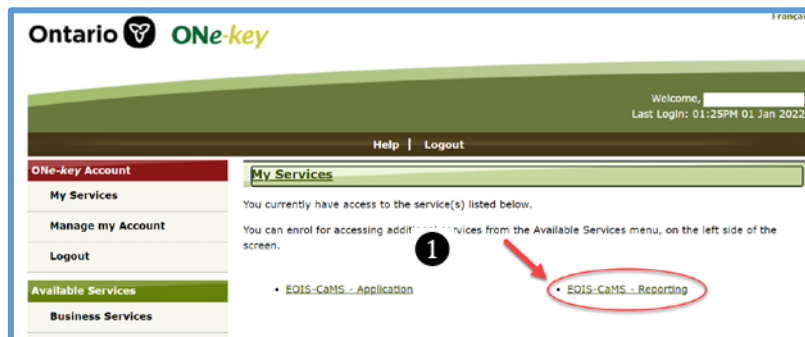 Français
Ontario ONe-key
Welcome,
Last Login: 01:25PM 01 Jan 2022
Help | Logout
ONe-key Account
My Services
Manage my Account
Logout
Available Services
Business Services
My Services
You currently have access to the service(s) listed below.
You can enrol for accessing services from the Available Services menu, on the left side of the
screen.
1
• EOIS-CaMS - Application
• EOIS-CaMS - Reporting